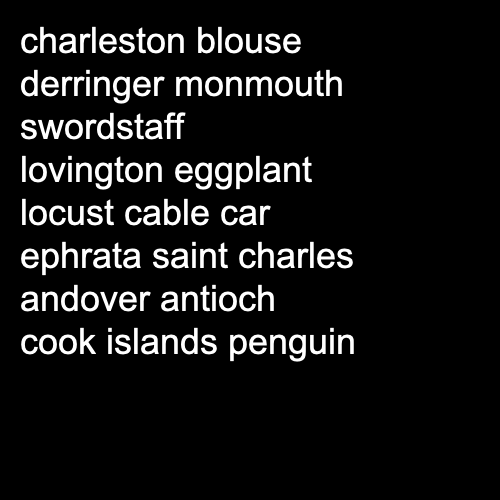 charleston blouse
derringer monmouth
swordstaff
lovington eggplant
locust cable car
ephrata saint charles
andover antioch
cook islands penguin